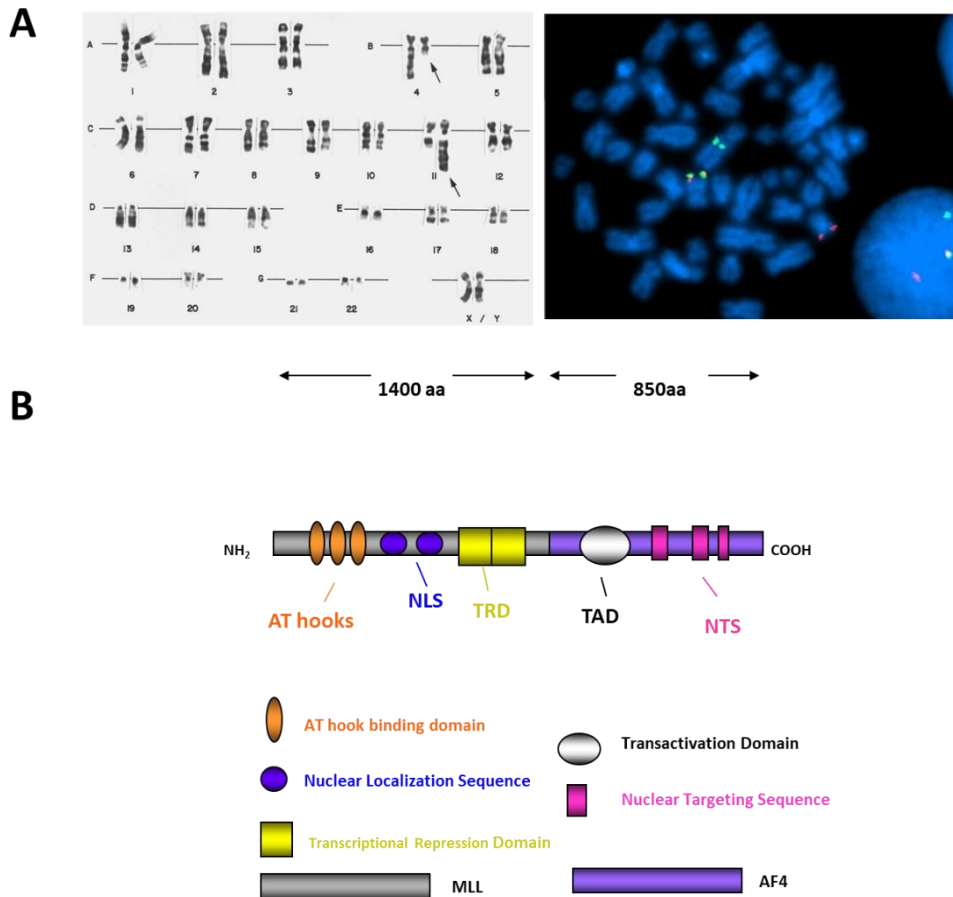 A
A
B
1
2
3
4
5
C
6
7
8
9
10
11
12
D
E
13
14
15
16
17
18
F
G
19
20
21
22
X / Y
1400 aa
850aa
B
NH2
COOH
AT hooks
NLS
TRD
TAD
NTS
AT hook binding domain
Transactivation Domain
Nuclear Localization Sequence
Nuclear Targeting Sequence
Transcriptional Repression Domain
MLL
AF4